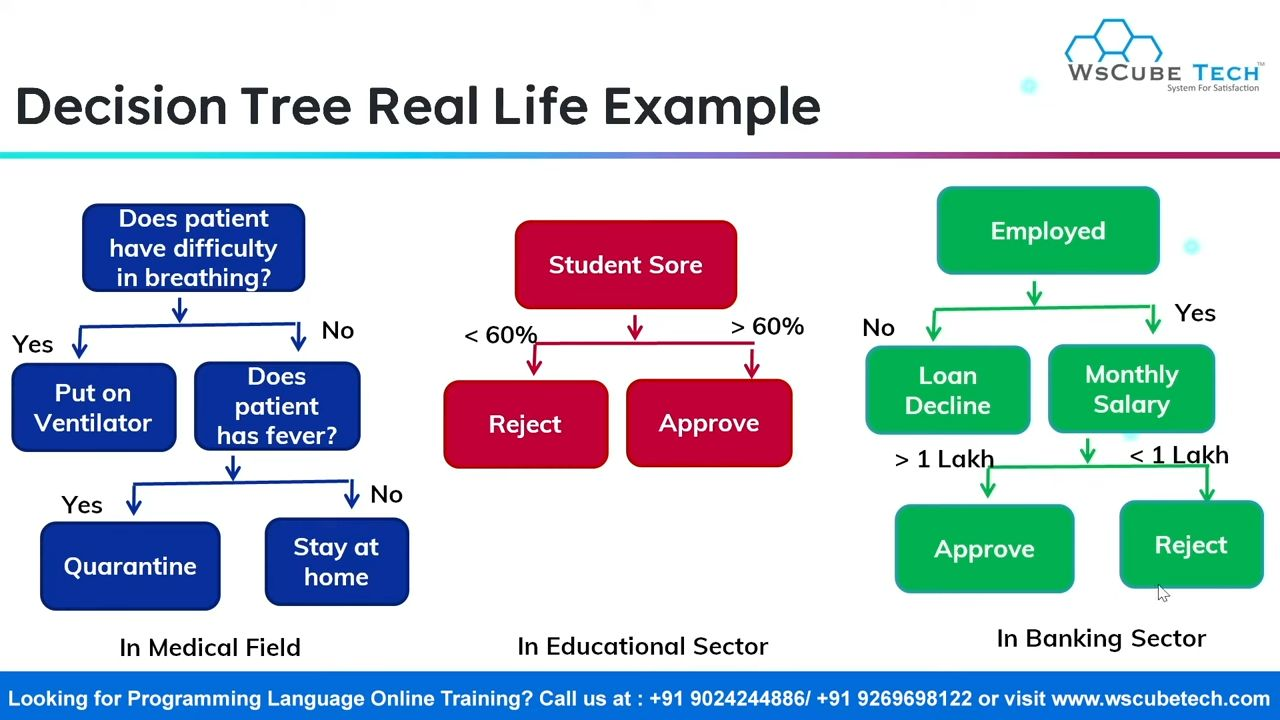 WsCube Tech™
System For Satisfaction
Decision Tree Real Life Example
Does patient
have difficulty
in breathing?
Yes
No
Put on
Ventilator
Does
patient
has fever?
Yes
No
Quarantine
Stay at
home
In Medical Field
Student Sore
< 60%
> 60%
Reject
Approve
In Educational Sector
Employed
No
Yes
Loan
Decline
Monthly
Salary
> 1 Lakh
< 1 Lakh
Approve
Reject
In Banking Sector
Looking for Programming Language Online Training? Call us at : +91 9024244886/ +91 9269698122 or visit www.wscubetech.com